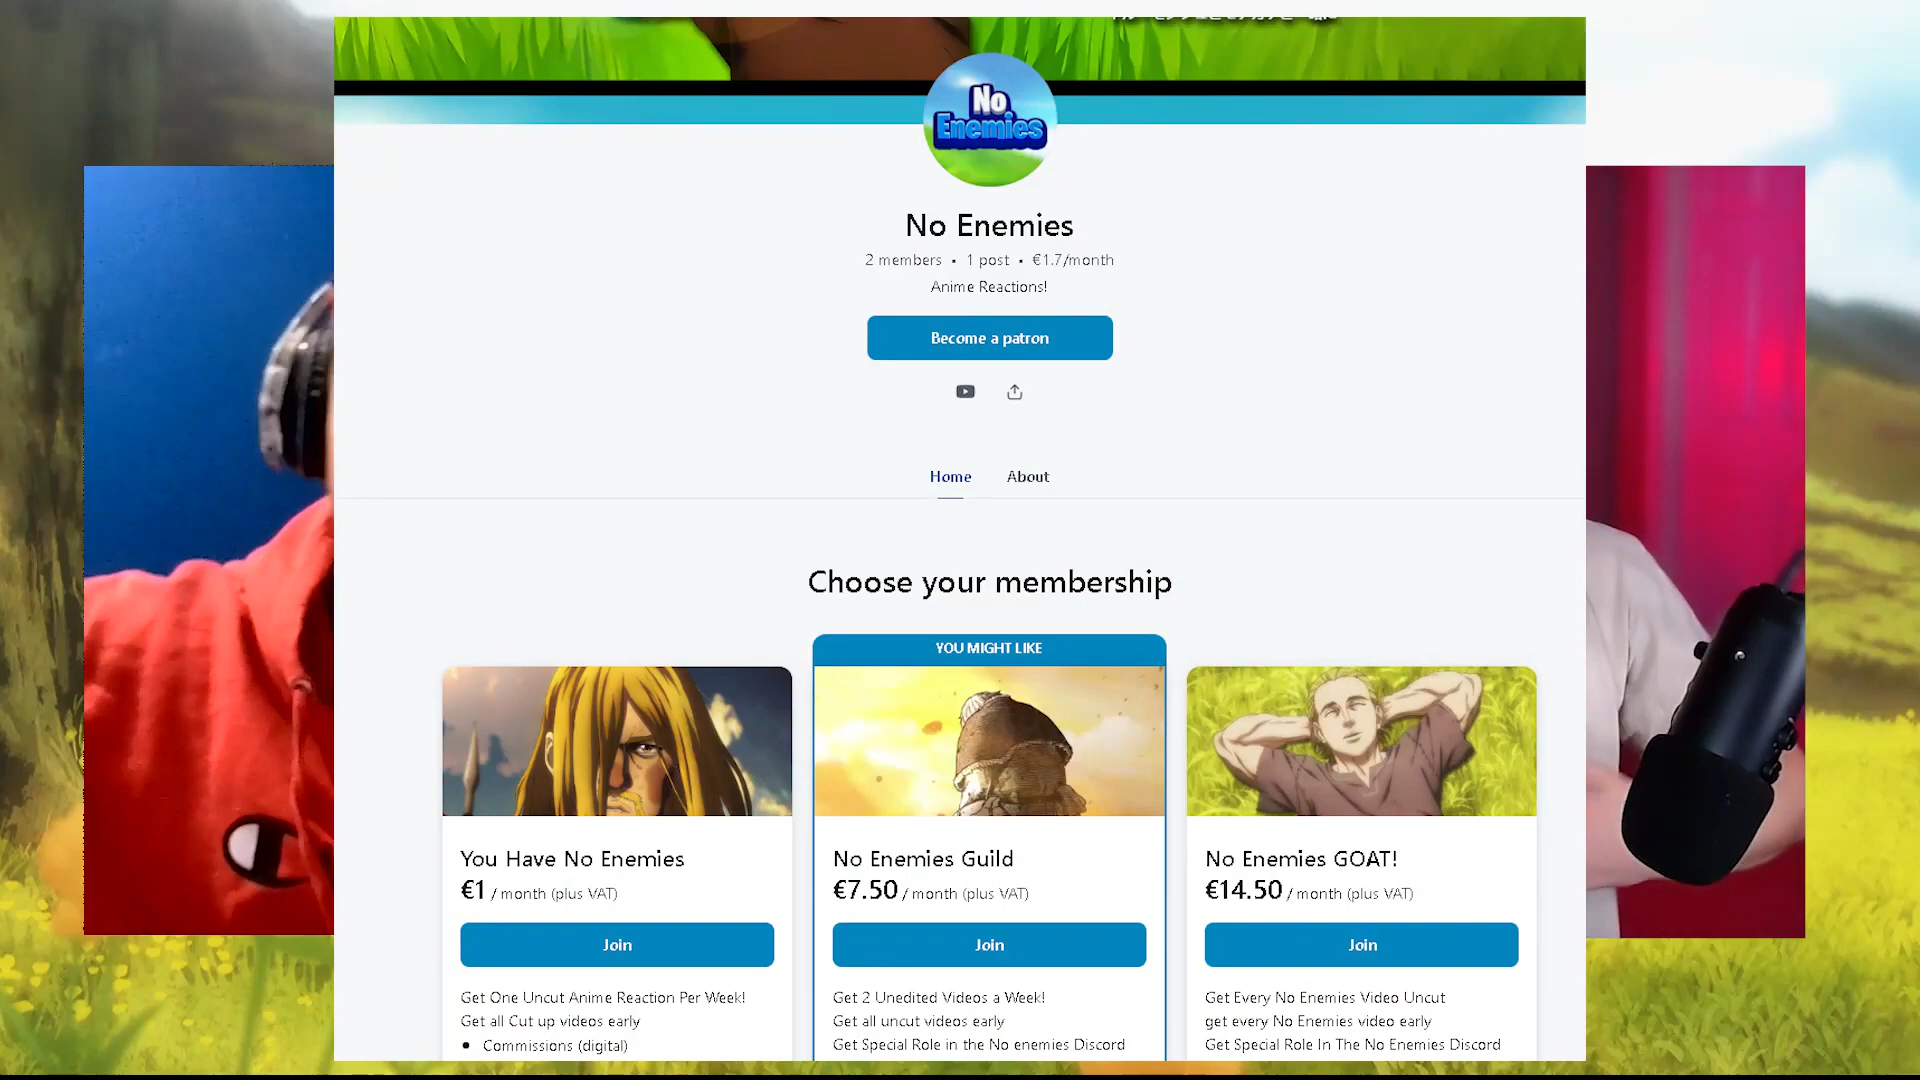 No
Enemies
No Enemies
2 members • 1 post • €1.7/month
Anime Reactions!
Become a patron
Home About
Choose your membership
YOU MIGHT LIKE
You Have No Enemies
€1 / month (plus VAT)
Join
Get One Uncut Anime Reaction Per Week!
Get all Cut up videos early
• Commissions (digital)
No Enemies Guild
€7.50 / month (plus VAT)
Join
Get 2 Unedited Videos a Week!
Get all uncut videos early
Get Special Role in the No enemies Discord
No Enemies GOAT!
€14.50 / month (plus VAT)
Join
Get Every No Enemies Video Uncut
get every No Enemies video early
Get Special Role In The No Enemies Discord